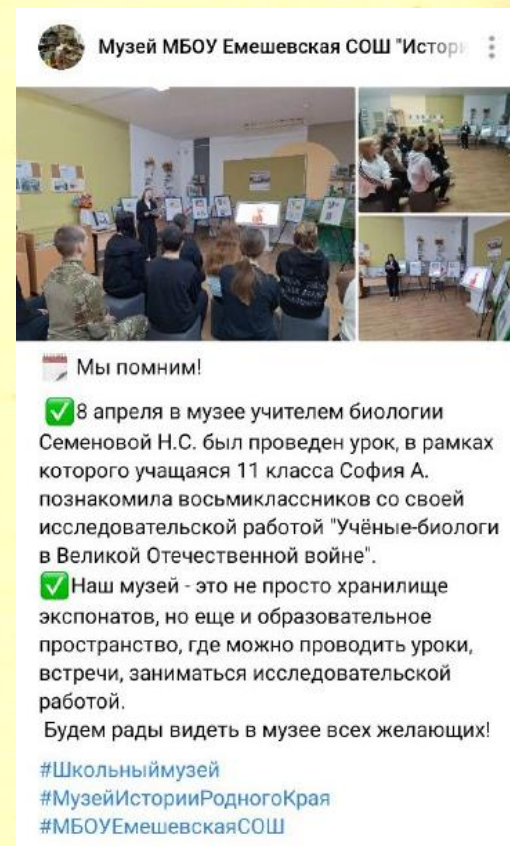 Музей МБОУ Емешевская СОШ "Истори
Мы помним!
8 апреля в музее учителем биологии
Семеновой Н.С. был проведен урок, в рамках
которого учащаяся 11 класса София А.
познакомила восьмиклассников со своей
исследовательской работой "Учёные-биологи
в Великой Отечественной войне".
Наш музей - это не просто хранилище
экспонатов, но еще и образовательное
пространство, где можно проводить уроки,
встречи, заниматься исследовательской
работой.
Будем рады видеть в музее всех желающих!
#Школьныймузей
#МузейИсторииРодногоКрая
#МБОУЕмешевскаяСОШ